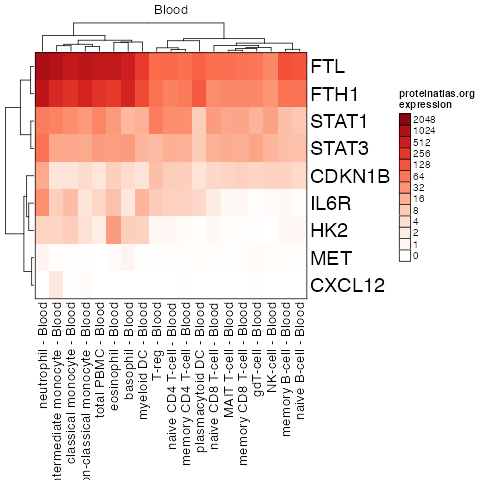 Blood
FTL
FTH1
STAT1
STAT3
CDKN1B
IL6R
HK2
MET
CXCL12
proteinatlas.org
expression
2048
1024
512
256
128
64
32
16
8
4
2
1
0
neutrophil - Blood
ntermediate monocyte - Blood
classical monocyte - Blood
on-classical monocyte - Blood
total PBMC - Blood
eosinophil - Blood
basophil - Blood
myeloid DC - Blood
T-reg - Blood
naive CD4 T-cell - Blood
memory CD4 T-cell - Blood
plasmacytoid DC - Blood
naive CD8 T-cell - Blood
MAIT T-cell - Blood
memory CD8 T-cell - Blood
gdT-cell - Blood
NK-cell - Blood
memory B-cell - Blood
naive B-cell - Blood